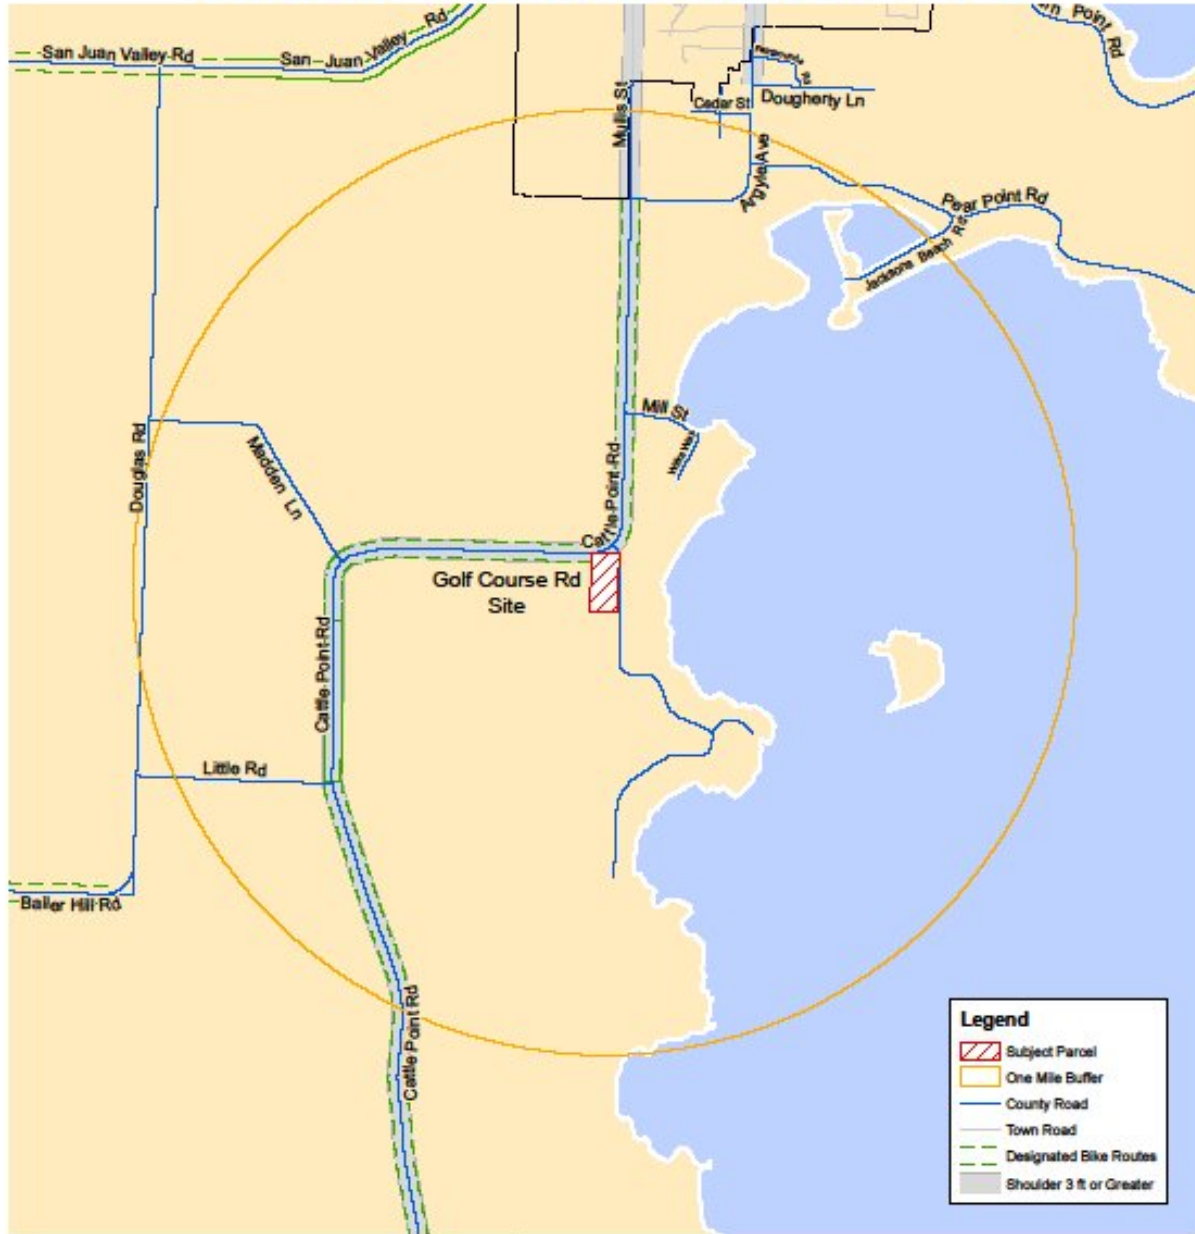 San Juan Valley Rd
San Juan Valley Rd
Point Rd
Mullis St
Cedar St
Dougherty Ln
Argyle Ave
Pear Point Rd
Jacksons Beach Rd
Mill St
Douglas Rd
Madden Ln
Cattle Point Rd
Golf Course Rd
Site
Cattle Point Rd
Little Rd
Bailer Hill Rd
Cattle Point Rd
Legend
Subject Parcel
One Mile Buffer
County Road
Town Road
Designated Bike Routes
Shoulder 3 ft or Greater